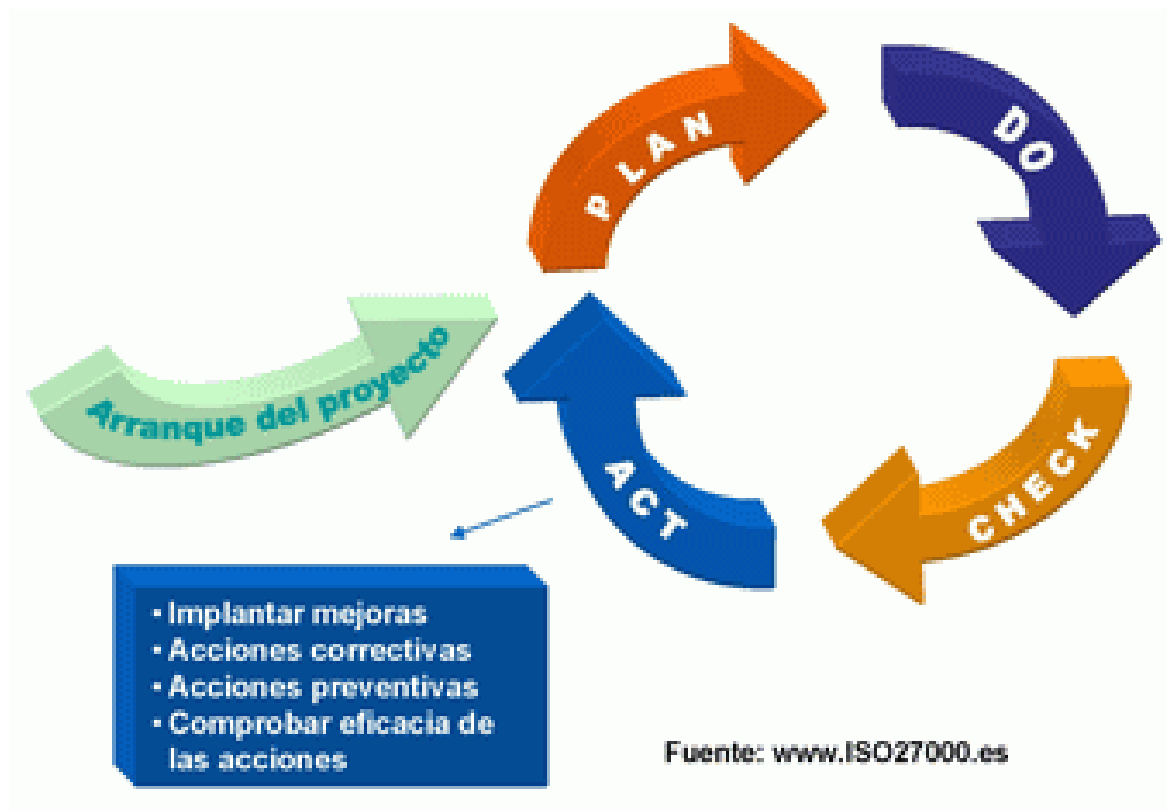 PLAN
DO
Arranque del proyecto
CHECK
ACT
• Implantar mejoras
• Acciones correctivas
• Acciones preventivas
• Comprobar eficacia de
las acciones
Fuente: www.ISO27000.es